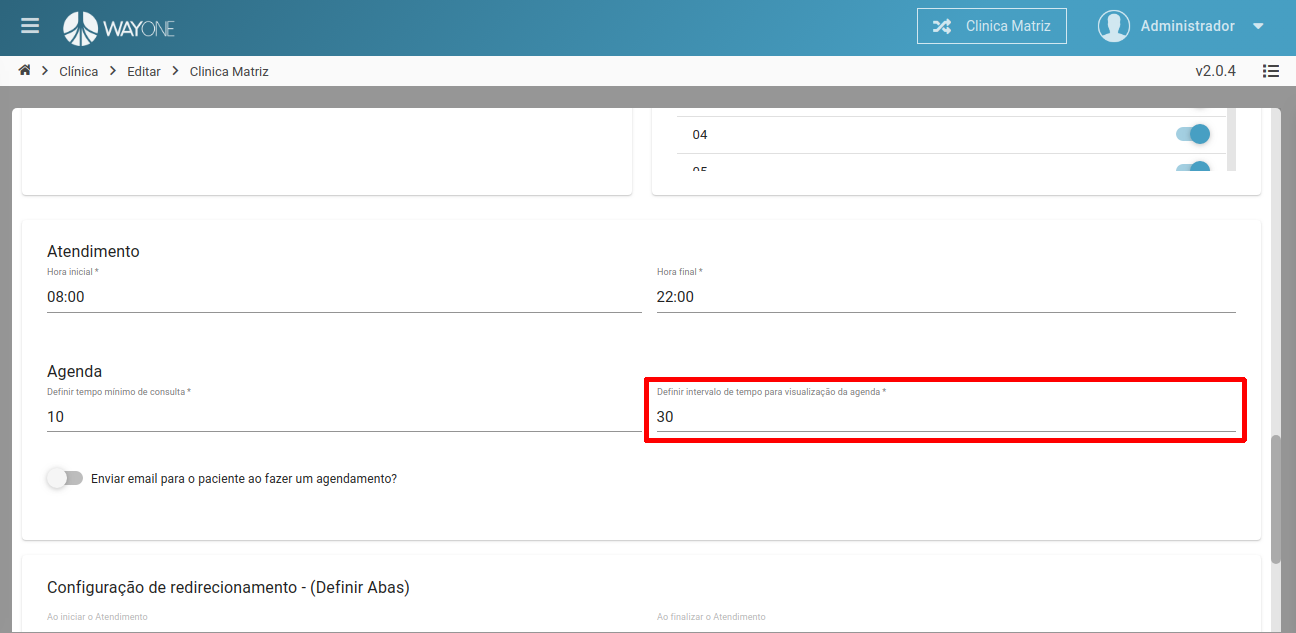 WAYONE
Clinica Matriz
Administrador
Clínica
Editar
Clinica Matriz
v2.0.4
04
05
Atendimento
Hora inicial *
Hora final *
08:00
22:00
Agenda
Definir tempo mínimo de consulta *
Definir intervalo de tempo para visualização da agenda *
10
30
Enviar email para o paciente ao fazer um agendamento?
Configuração de redirecionamento - (Definir Abas)
Ao iniciar o Atendimento
Ao finalizar o Atendimento